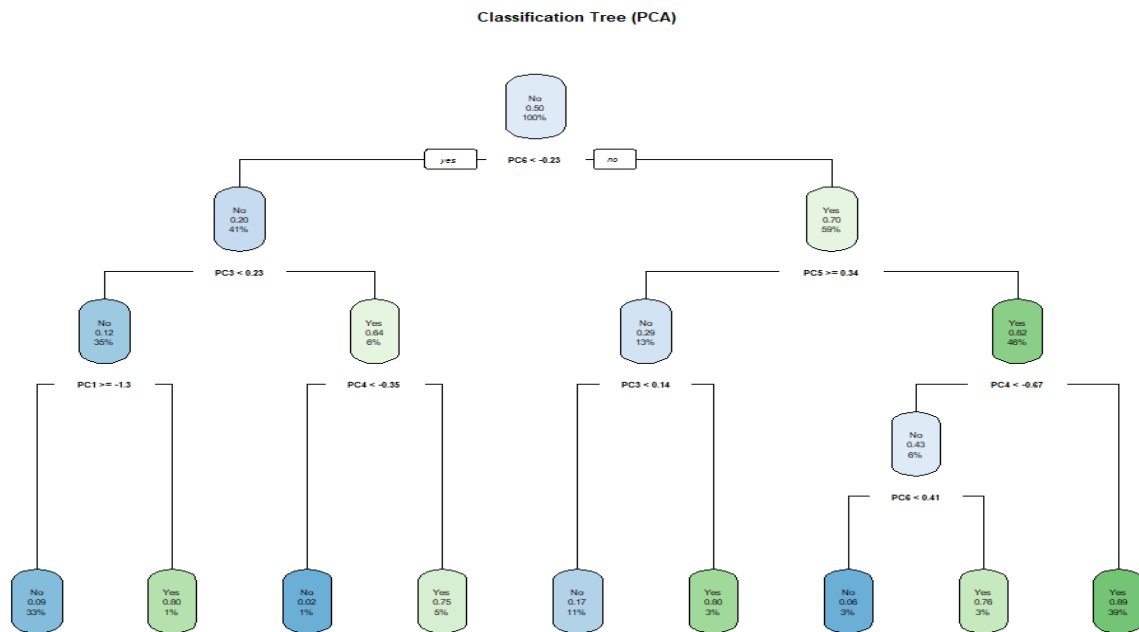 Classification Tree (PCA)
No
0.50
100%
yes
PC6 < -0.23
no
No
0.20
41%
Yes
0.70
59%
PC3 < 0.23
PC5 >= 0.34
No
0.12
35%
Yes
0.64
6%
No
0.29
13%
Yes
0.82
46%
PC1 >= -1.3
PC4 < -0.35
PC3 < 0.14
PC4 < -0.67
No
0.43
6%
PC6 < 0.41
No
0.09
33%
Yes
0.80
1%
No
0.02
1%
Yes
0.75
5%
No
0.17
11%
Yes
0.80
3%
No
0.06
3%
Yes
0.76
3%
Yes
0.89
39%